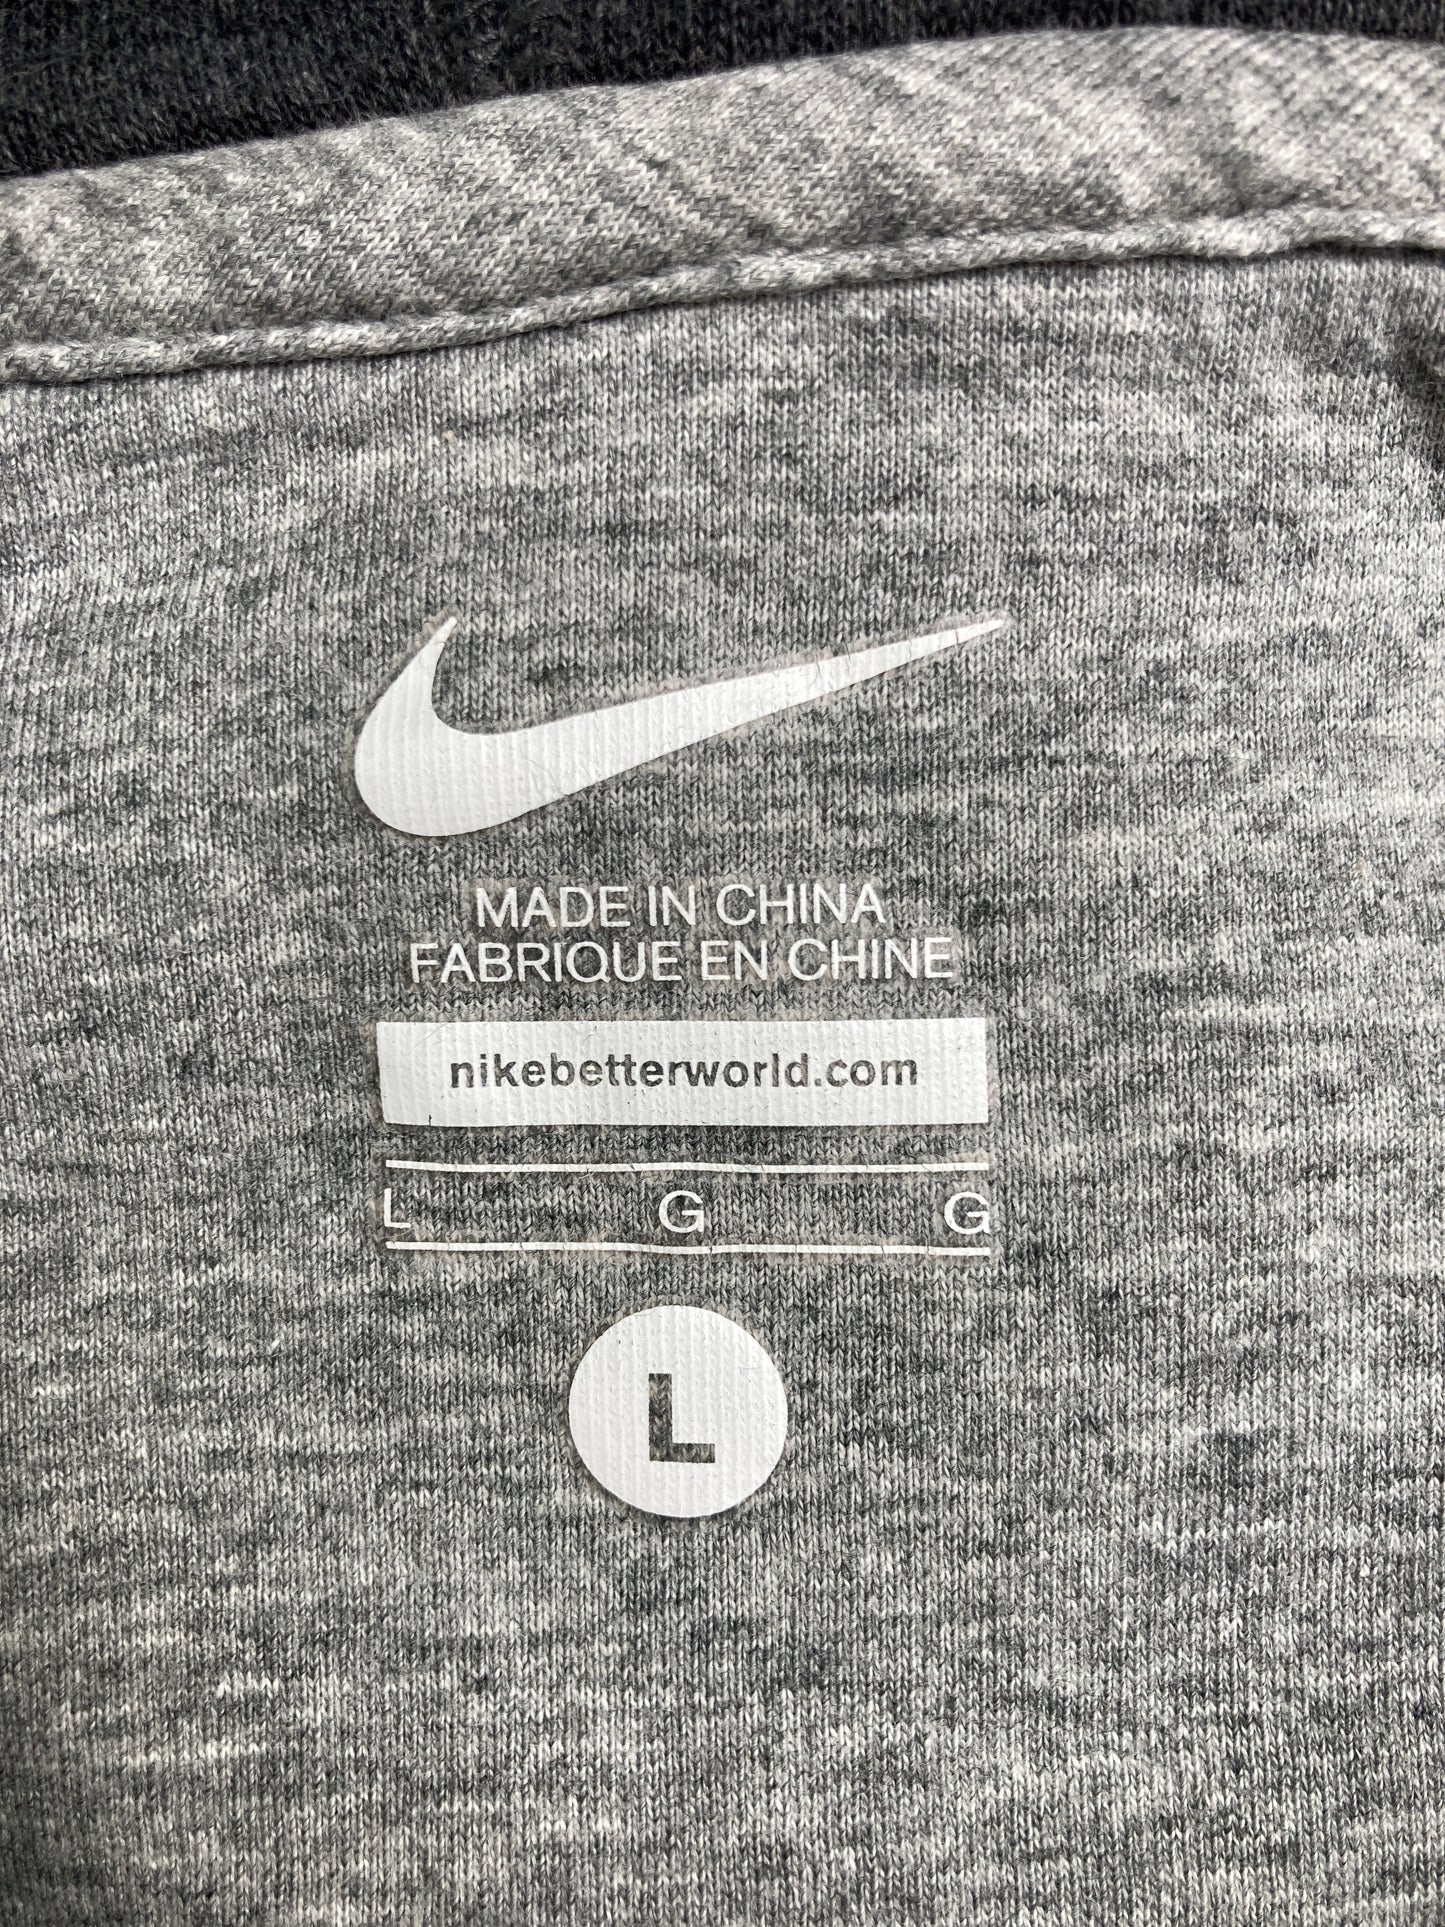 MADE IN CHINA
FABRIQUE EN CHINE
nikebetterworld.com
L G G
L